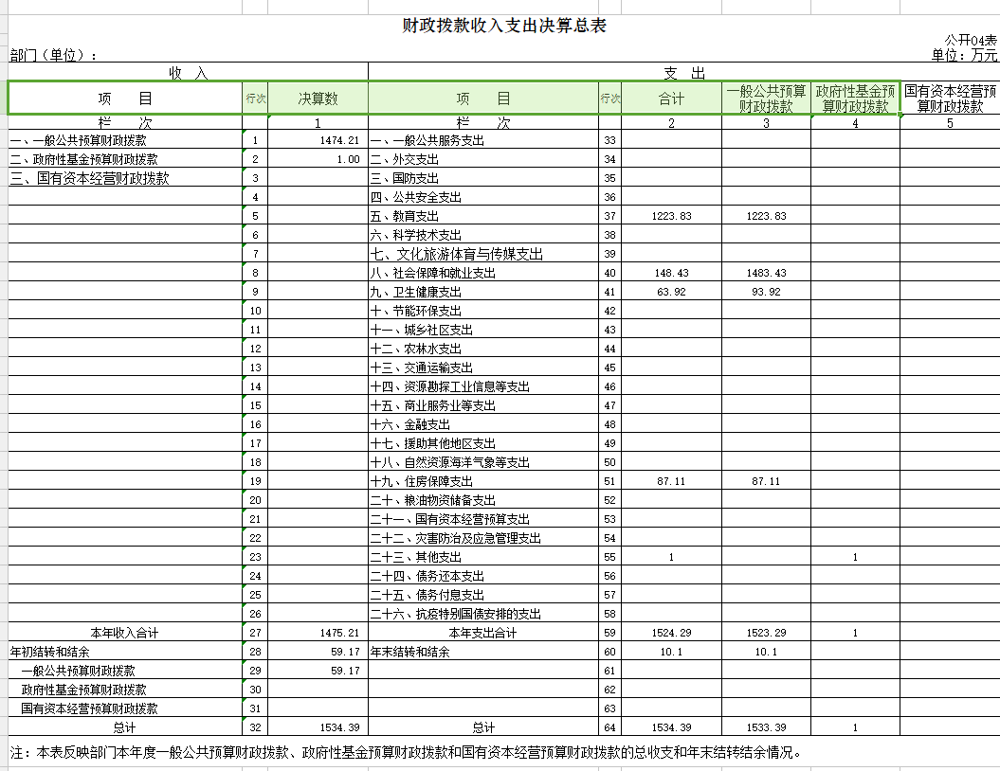 财政拨款收入支出决算总表
公开04表
部门（单位）： 单位：万元
收 入 支 出
项 目 行次 决算数 项 目 行次 合计 一般公共预算财政拨款 政府性基金预算财政拨款 国有资本经营预算财政拨款
栏 次 1 栏 次 2 3 4 5
一、一般公共预算财政拨款 1 1474.21 一、一般公共服务支出 33
二、政府性基金预算财政拨款 2 1.00 二、外交支出 34
三、国有资本经营财政拨款 3 三、国防支出 35
4 四、公共安全支出 36
5 五、教育支出 37 1223.83 1223.83
6 六、科学技术支出 38
7 七、文化旅游体育与传媒支出 39
8 八、社会保障和就业支出 40 148.43 1483.43
9 九、卫生健康支出 41 63.92 93.92
10 十、节能环保支出 42
11 十一、城乡社区支出 43
12 十二、农林水支出 44
13 十三、交通运输支出 45
14 十四、资源勘探工业信息等支出 46
15 十五、商业服务业等支出 47
16 十六、金融支出 48
17 十七、援助其他地区支出 49
18 十八、自然资源海洋气象等支出 50
19 十九、住房保障支出 51 87.11 87.11
20 二十、粮油物资储备支出 52
21 二十一、国有资本经营预算支出 53
22 二十二、灾害防治及应急管理支出 54
23 二十三、其他支出 55 1 1
24 二十四、债务还本支出 56
25 二十五、债务付息支出 57
26 二十六、抗疫特别国债安排的支出 58
本年收入合计 27 1475.21 本年支出合计 59 1524.29 1523.29 1
年初结转和结余 28 59.17 年末结转和结余 60 10.1 10.1
一般公共预算财政拨款 29 59.17 61
政府性基金预算财政拨款 30 62
国有资本经营预算财政拨款 31 63
总计 32 1534.39 总计 64 1534.39 1533.39 1
注：本表反映部门本年度一般公共预算财政拨款、政府性基金预算财政拨款和国有资本经营预算财政拨款的总收支和年末结转结余情况。